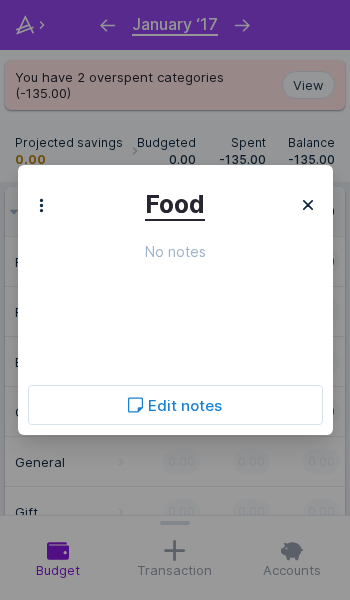 January '17
You have 2 overspent categories
(-135.00)
View
Projected savings
0.00
Budgeted
0.00
Spent
-135.00
Balance
-135.00
Food
No notes
Edit notes
General
0.00
0.00
0.00
Gift
0.00
0.00
0.00
Budget
Transaction
Accounts